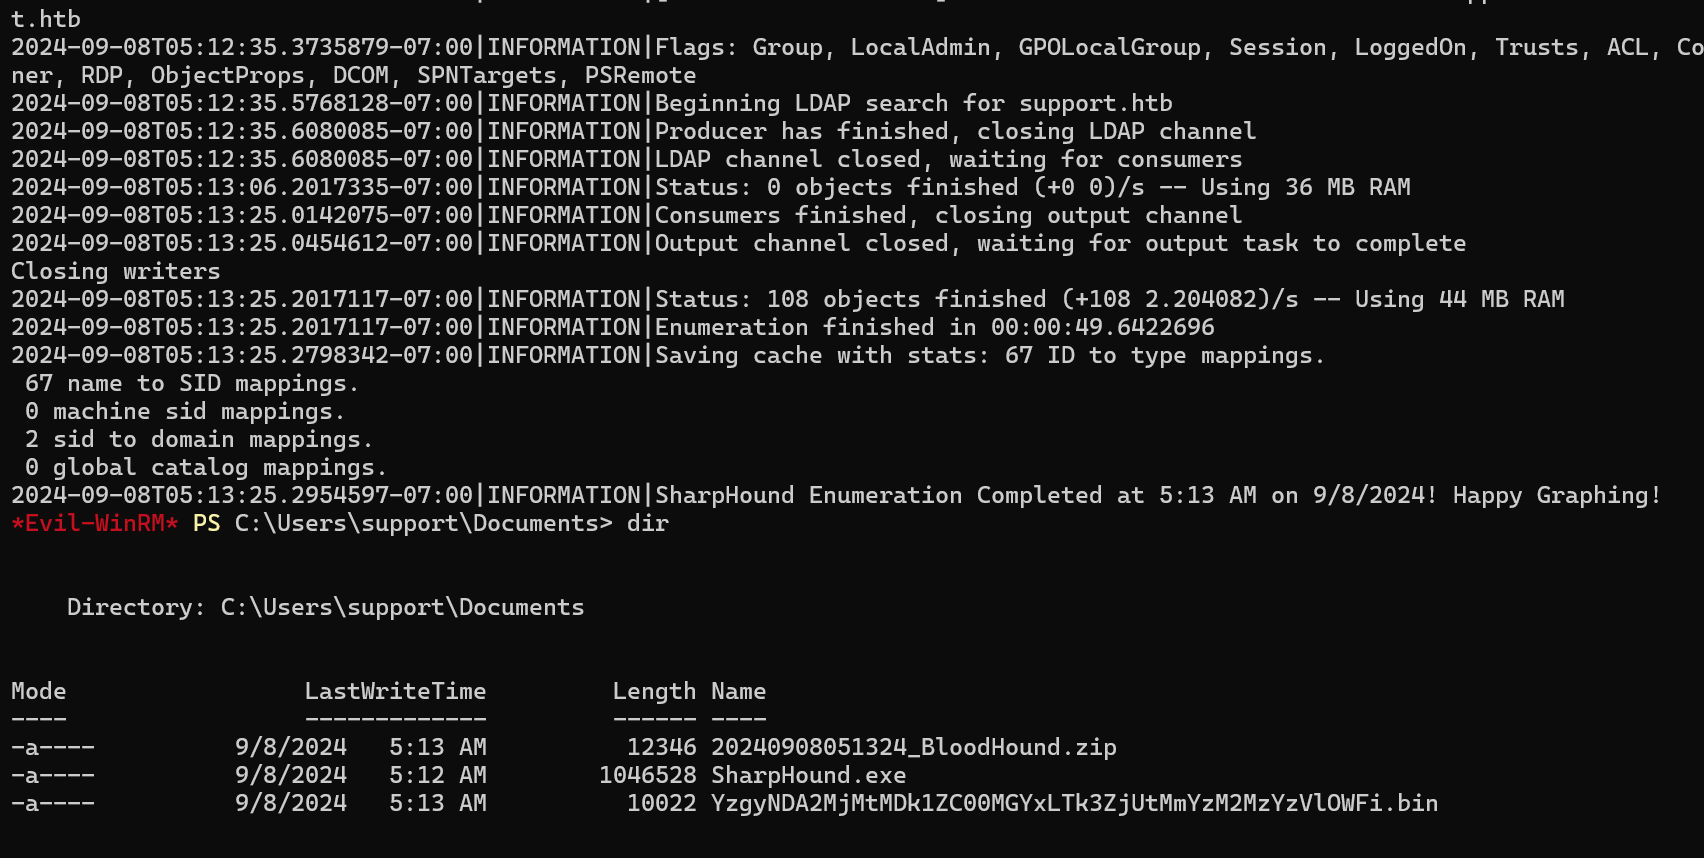 t.htb
2024-09-08T05:12:35.3735879-07:00|INFORMATION|Flags: Group, LocalAdmin, GPOLocalGroup, Session, LoggedOn, Trusts, ACL, Co
ner, RDP, ObjectProps, DCOM, SPNTargets, PSRemote
2024-09-08T05:12:35.5768128-07:00|INFORMATION|Beginning LDAP search for support.htb
2024-09-08T05:12:35.6080085-07:00|INFORMATION|Producer has finished, closing LDAP channel
2024-09-08T05:12:35.6080085-07:00|INFORMATION|LDAP channel closed, waiting for consumers
2024-09-08T05:13:06.2017335-07:00|INFORMATION|Status: 0 objects finished (+0 0)/s -- Using 36 MB RAM
2024-09-08T05:13:25.0142075-07:00|INFORMATION|Consumers finished, closing output channel
2024-09-08T05:13:25.0454612-07:00|INFORMATION|Output channel closed, waiting for output task to complete
Closing writers
2024-09-08T05:13:25.2017117-07:00|INFORMATION|Status: 108 objects finished (+108 2.204082)/s -- Using 44 MB RAM
2024-09-08T05:13:25.2017117-07:00|INFORMATION|Enumeration finished in 00:00:49.6422696
2024-09-08T05:13:25.2798342-07:00|INFORMATION|Saving cache with stats: 67 ID to type mappings.
 67 name to SID mappings.
 0 machine sid mappings.
 2 sid to domain mappings.
 0 global catalog mappings.
2024-09-08T05:13:25.2954597-07:00|INFORMATION|SharpHound Enumeration Completed at 5:13 AM on 9/8/2024! Happy Graphing!
*Evil-WinRM* PS C:\Users\support\Documents> dir
    Directory: C:\Users\support\Documents
Mode                 LastWriteTime         Length Name
----                 -------------         ------ ----
-a----          9/8/2024   5:13 AM          12346 20240908051324_BloodHound.zip
-a----          9/8/2024   5:12 AM        1046528 SharpHound.exe
-a----          9/8/2024   5:13 AM          10022 YzgyNDA2MjMtMDk1ZC00MGYxLTk3ZjUtMmYzM2MzYzVlOWFi.bin